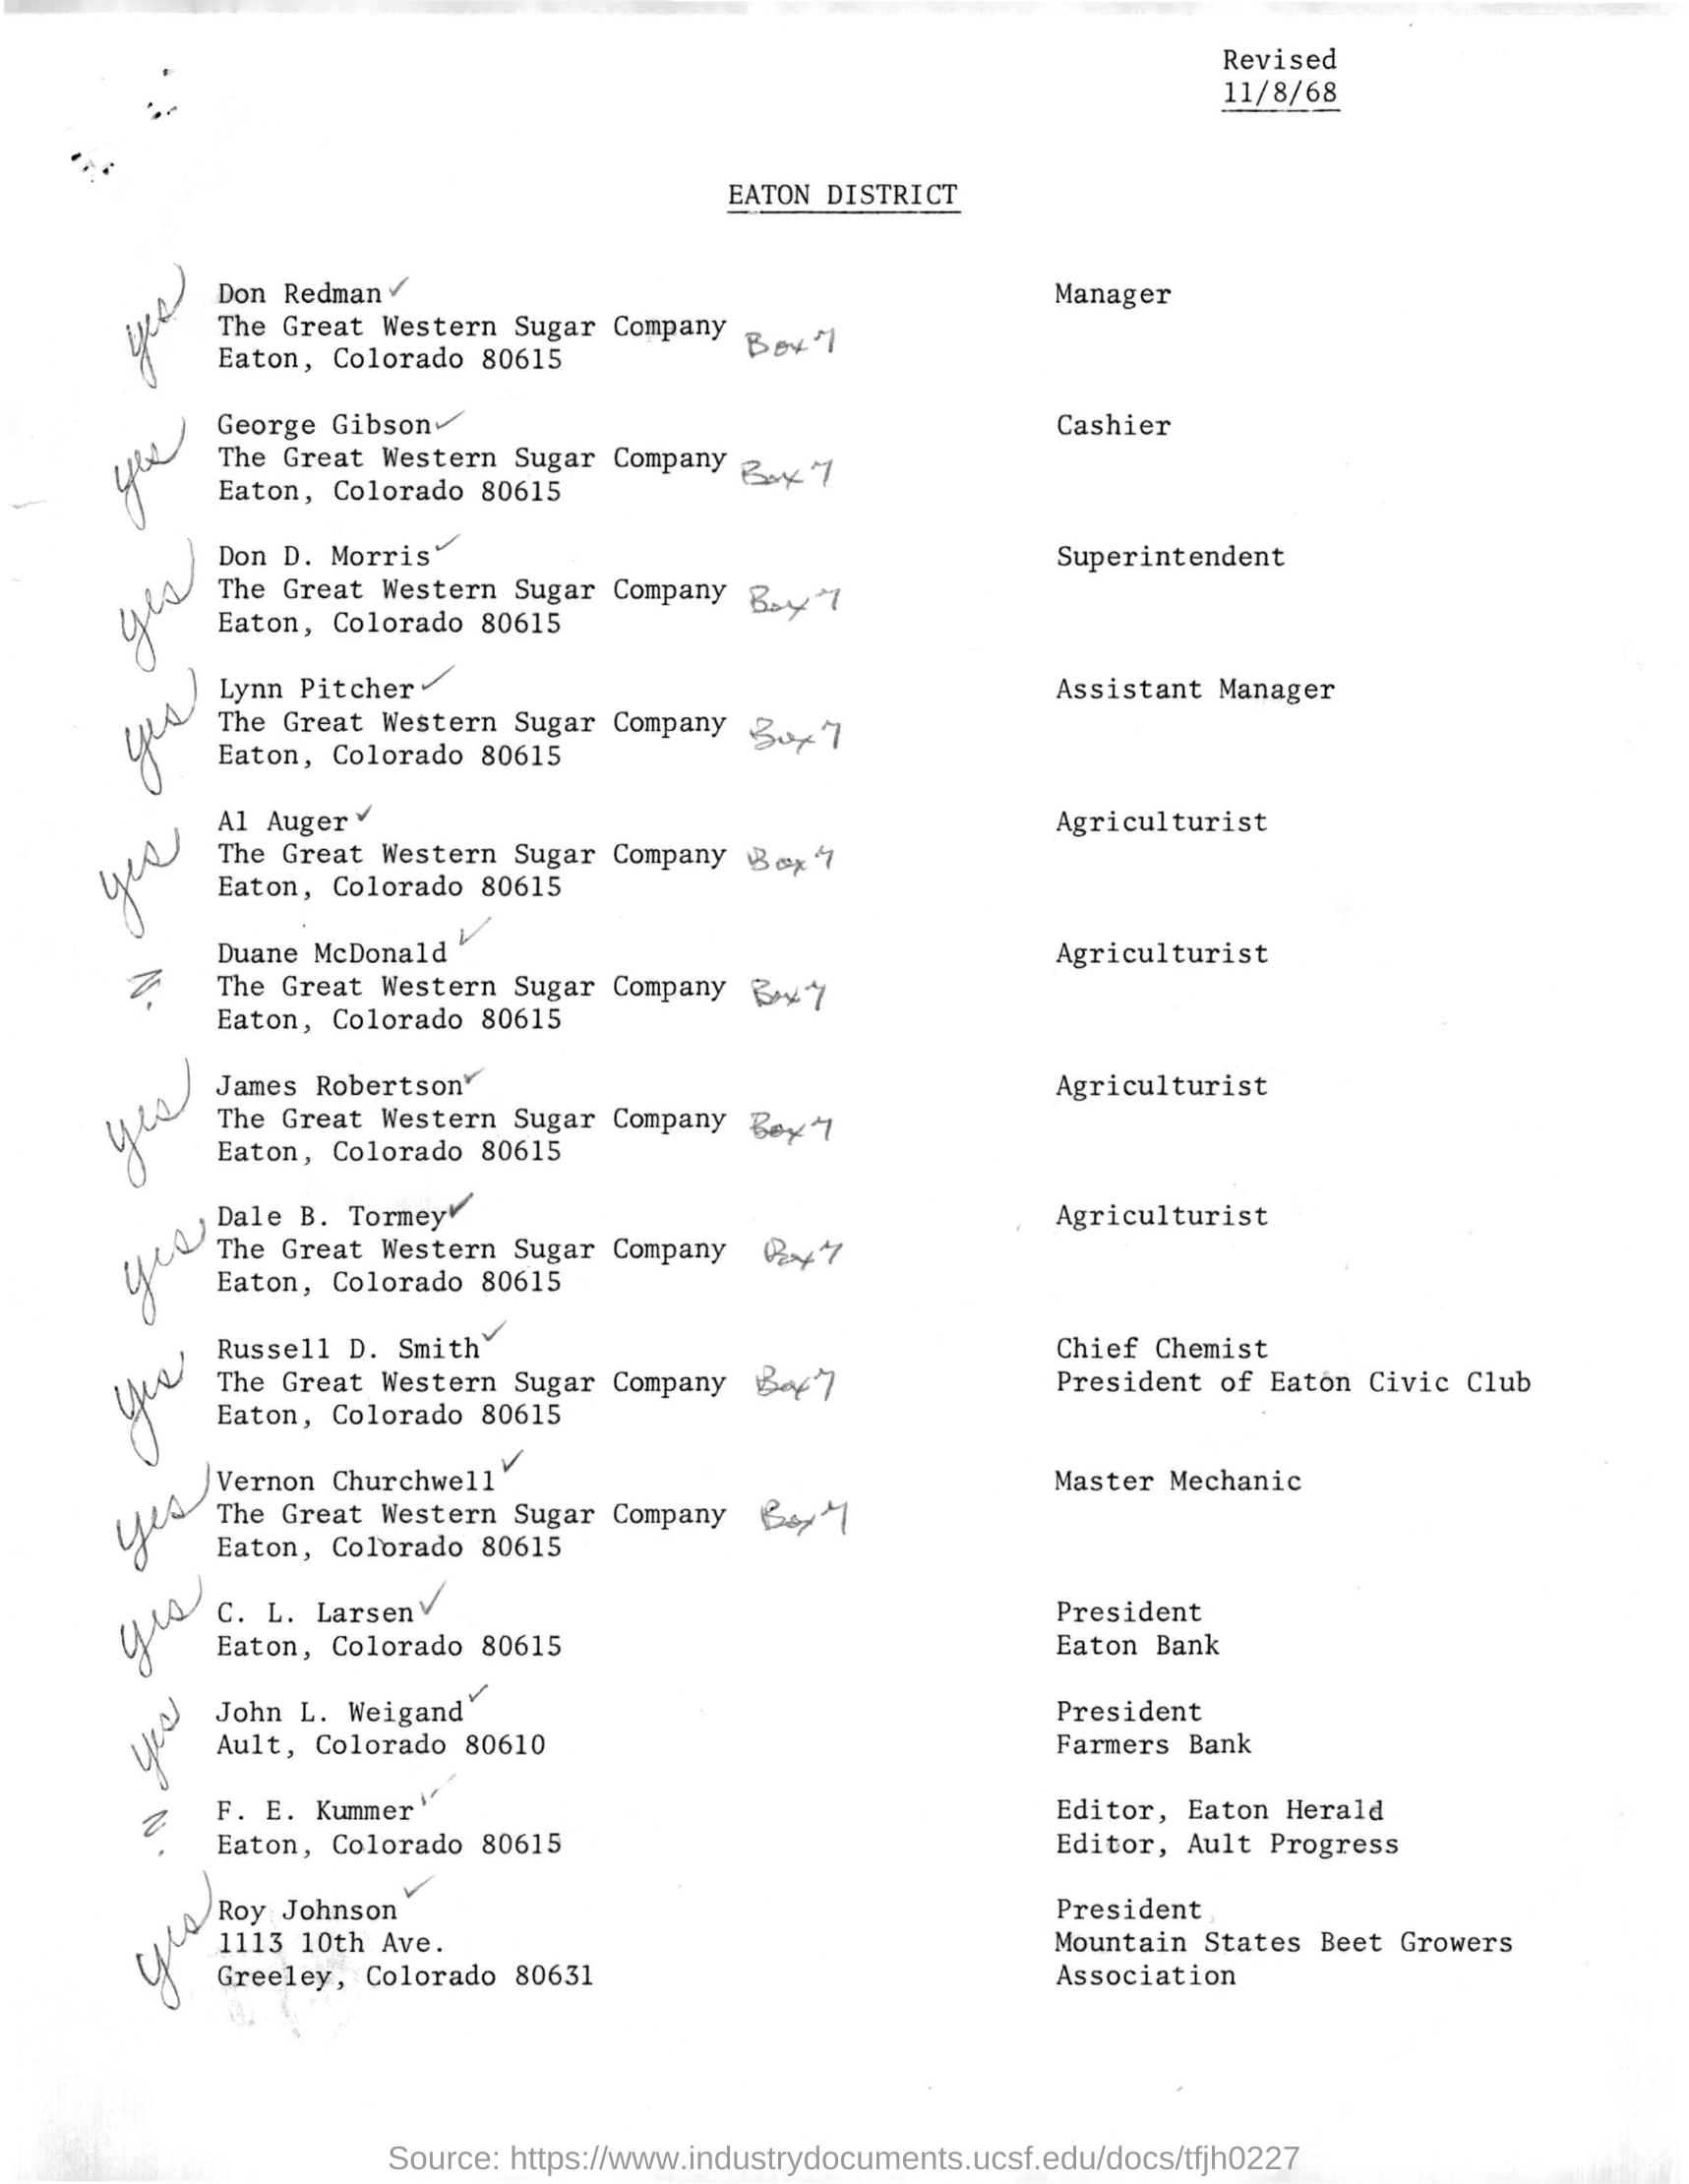 Revised
11/8/68
EATON DISTRICT
yes
Don Redman ✓
Manager
The Great Western Sugar Company Box 7
Eaton, Colorado 80615
yes
George Gibson ✓
Cashier
The Great Western Sugar Company Box 7
Eaton, Colorado 80615
yes
Don D. Morris ✓
Superintendent
The Great Western Sugar Company Box 7
Eaton, Colorado 80615
yes
Lynn Pitcher ✓
Assistant Manager
The Great Western Sugar Company Box 7
Eaton, Colorado 80615
yes
Al Auger ✓
Agriculturist
The Great Western Sugar Company Box 7
Eaton, Colorado 80615
Duane McDonald ✓
Agriculturist
The Great Western Sugar Company Box 7
Eaton, Colorado 80615
yes
James Robertson ✓
Agriculturist
The Great Western Sugar Company Box 7
Eaton, Colorado 80615
yes
Dale B. Tormey ✓
Agriculturist
The Great Western Sugar Company Box 7
Eaton, Colorado 80615
yes
Russell D. Smith ✓
Chief Chemist
The Great Western Sugar Company Box 7
President of Eaton Civic Club
Eaton, Colorado 80615
yes
Vernon Churchwell ✓
Master Mechanic
The Great Western Sugar Company Box 7
Eaton, Colorado 80615
yes
C. L. Larsen ✓
President
Eaton, Colorado 80615
Eaton Bank
yes
John L. Weigand ✓
President
Ault, Colorado 80610
Farmers Bank
F. E. Kummer ✓
Editor, Eaton Herald
Eaton, Colorado 80615
Editor, Ault Progress
yes
Roy Johnson ✓
President
1113 10th Ave.
Mountain States Beet Growers
Greeley, Colorado 80631
Association
Source: https://www.industrydocuments.ucsf.edu/docs/tfjh0227